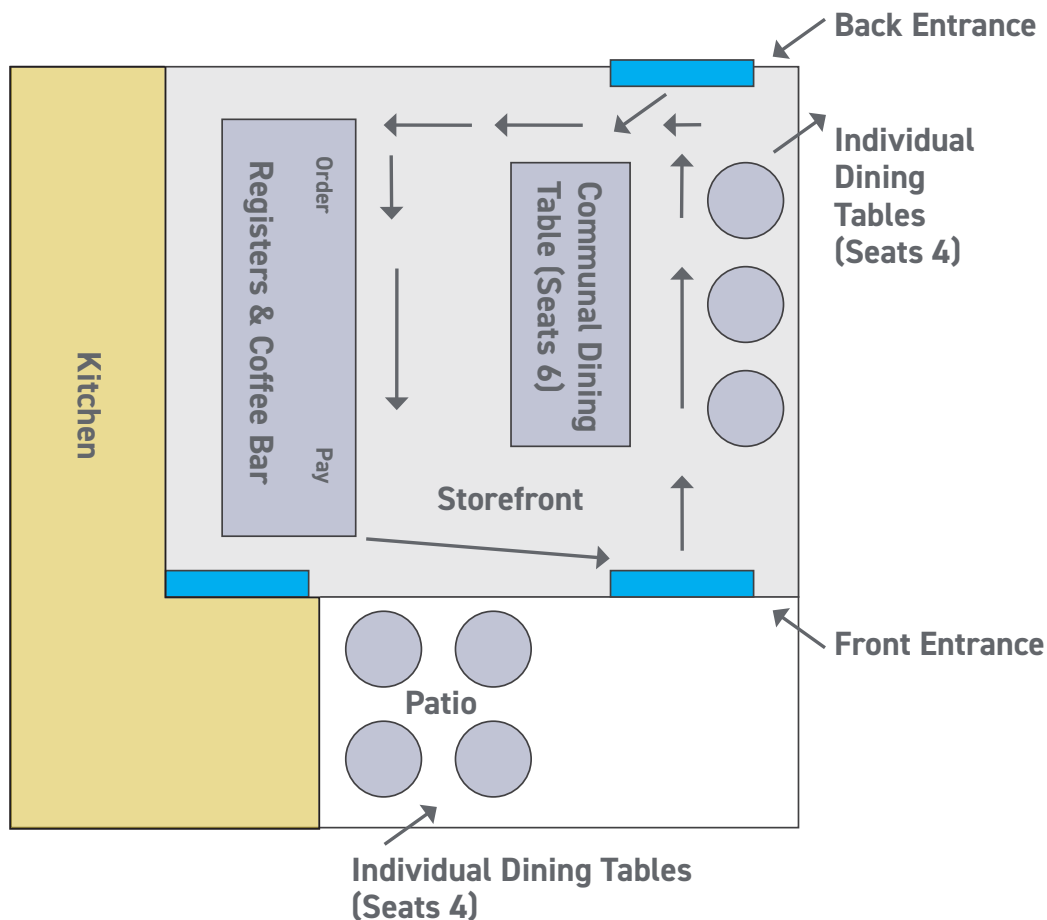 Back Entrance
Individual
Dining
Tables
(Seats 4)
Order
Registers & Coffee Bar
Pay
Communal Dining
Table (Seats 6)
Kitchen
Storefront
Front Entrance
Patio
Individual Dining Tables
(Seats 4)